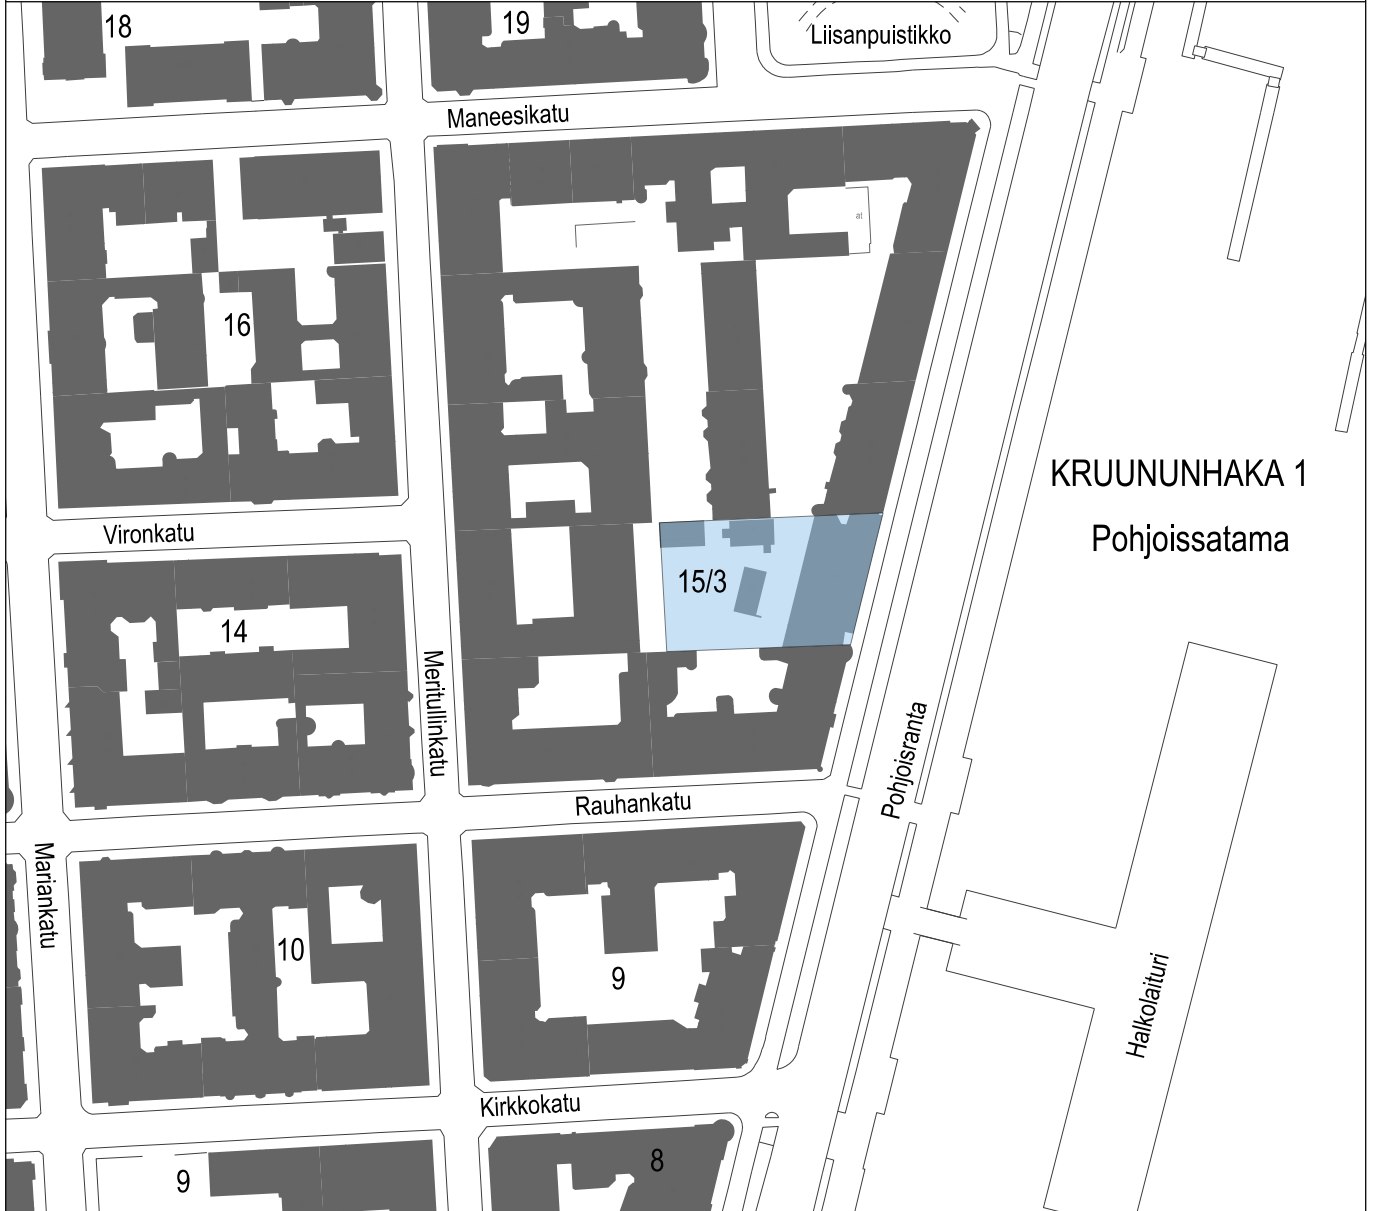 18
19
Liisanpuistikko
Maneesikatu
at
16
KRUUNUNHAKA 1
Vironkatu
Pohjoissatama
15/3
14
Meritullinkatu
Pohjoisranta
Rauhankatu
Mariankatu
10
9
Halkolaituri
Kirkkokatu
8
9